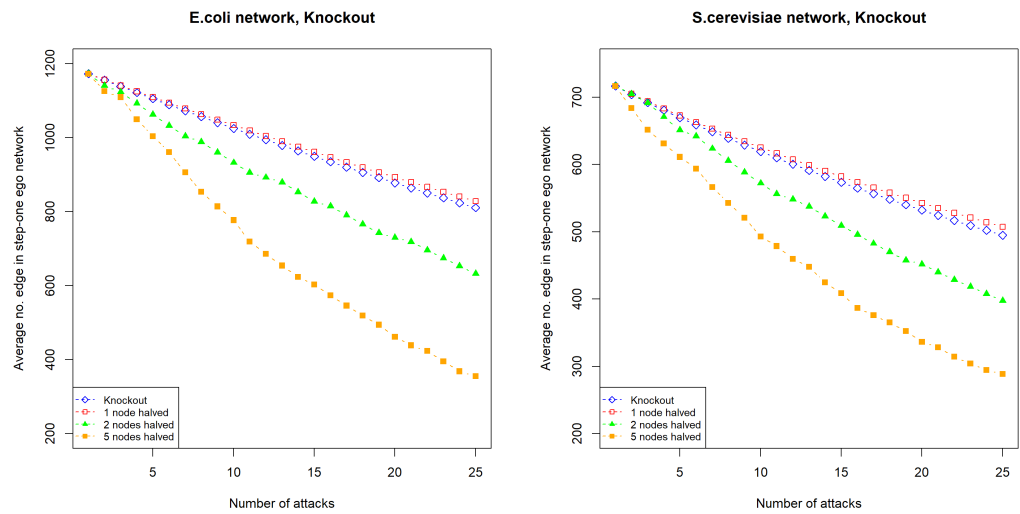 E.coli network, Knockout
Average no. edge in step-one ego network
1200
1000
800
600
400
200
Knockout
1 node halved
2 nodes halved
5 nodes halved
5 10 15 20 25
Number of attacks
S.cerevisiae network, Knockout
Average no. edge in step-one ego network
700
600
500
400
300
200
Knockout
1 node halved
2 nodes halved
5 nodes halved
5 10 15 20 25
Number of attacks